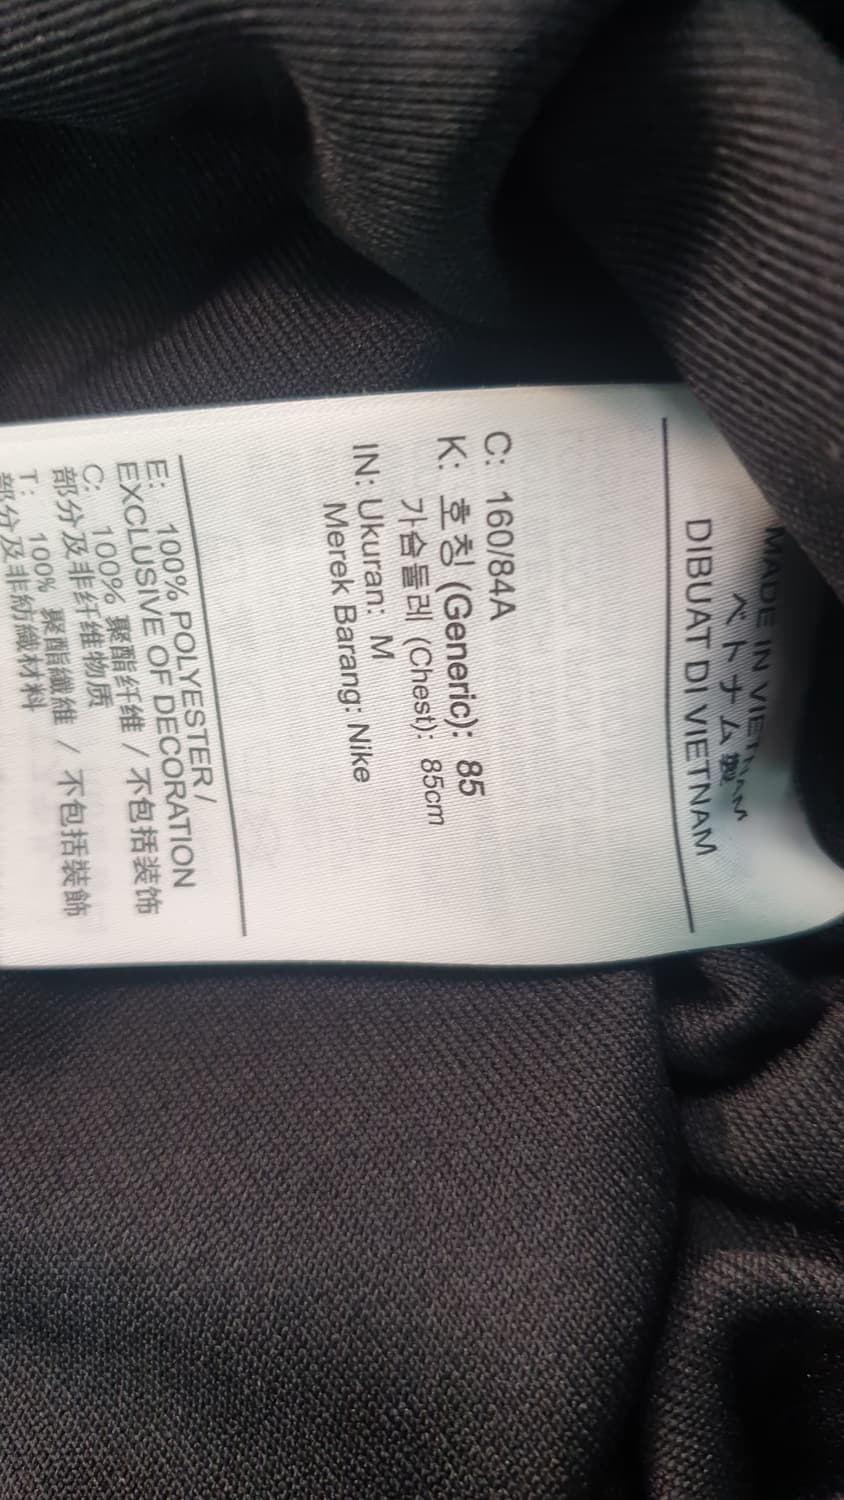 MADE IN VIETNAM
ベトナム製
DIBUAT DI VIETNAM
C: 160/84A
K: 호칭 (Generic): 85
가슴둘레 (Chest): 85cm
IN: Ukuran: M
Merek Barang: Nike
E: 100% POLYESTER /
EXCLUSIVE OF DECORATION
C: 100% 聚酯纤维 / 不包括装饰
部分及非纤维物质
T: 100% 聚酯纖維 / 不包括裝飾
部分及非紡織材料